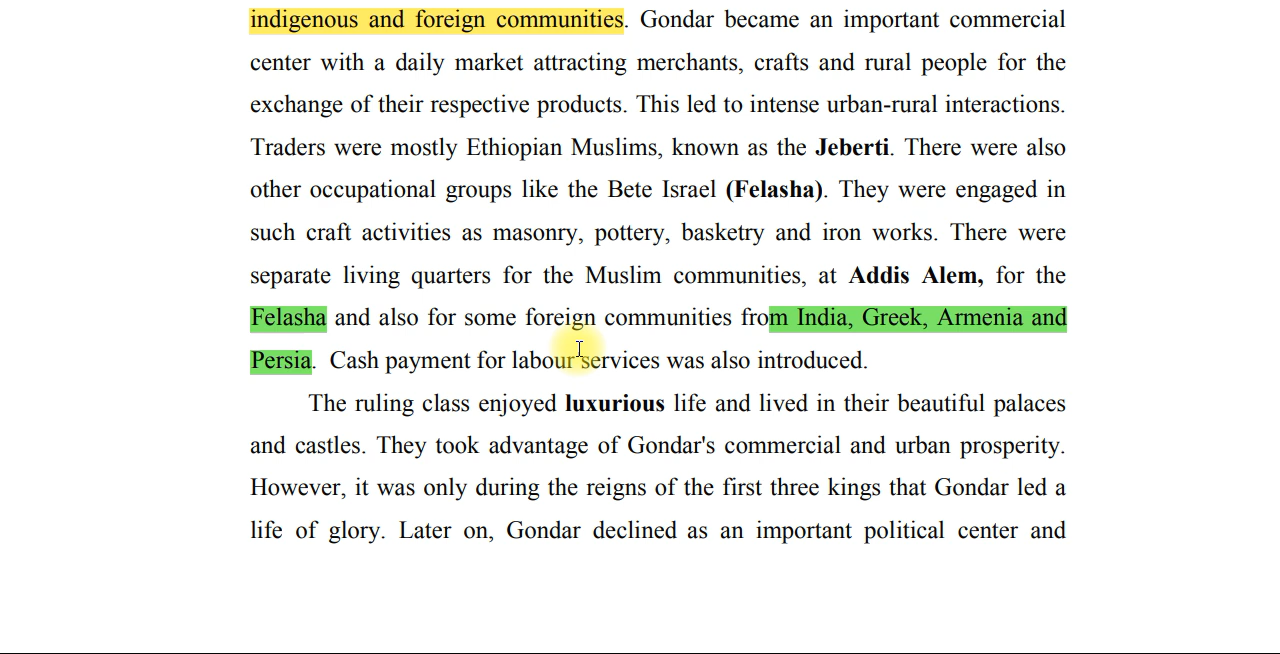 indigenous and foreign communities. Gondar became an important commercial
center with a daily market attracting merchants, crafts and rural people for the
exchange of their respective products. This led to intense urban-rural interactions.
Traders were mostly Ethiopian Muslims, known as the Jeberti. There were also
other occupational groups like the Bete Israel (Felasha). They were engaged in
such craft activities as masonry, pottery, basketry and iron works. There were
separate living quarters for the Muslim communities, at Addis Alem, for the
Felasha and also for some foreign communities from India, Greek, Armenia and
Persia. Cash payment for labour services was also introduced.
The ruling class enjoyed luxurious life and lived in their beautiful palaces
and castles. They took advantage of Gondar's commercial and urban prosperity.
However, it was only during the reigns of the first three kings that Gondar led a
life of glory. Later on, Gondar declined as an important political center and